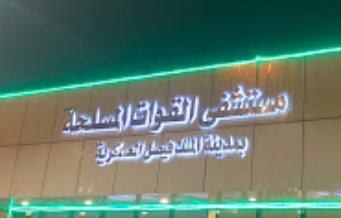 مستشفى القوات المسلحة
بمدينة الملك فيصل العسكرية